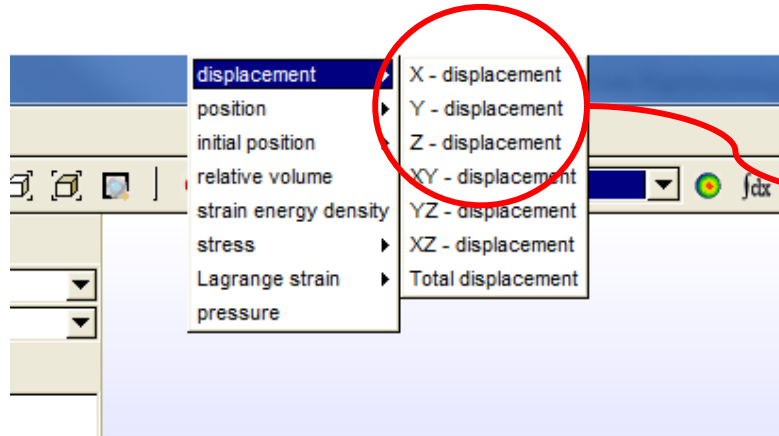 displacement
position
initial position
relative volume
strain energy density
stress
Lagrange strain
pressure
X - displacement
Y - displacement
Z - displacement
XY - displacement
YZ - displacement
XZ - displacement
Total displacement
∫dx